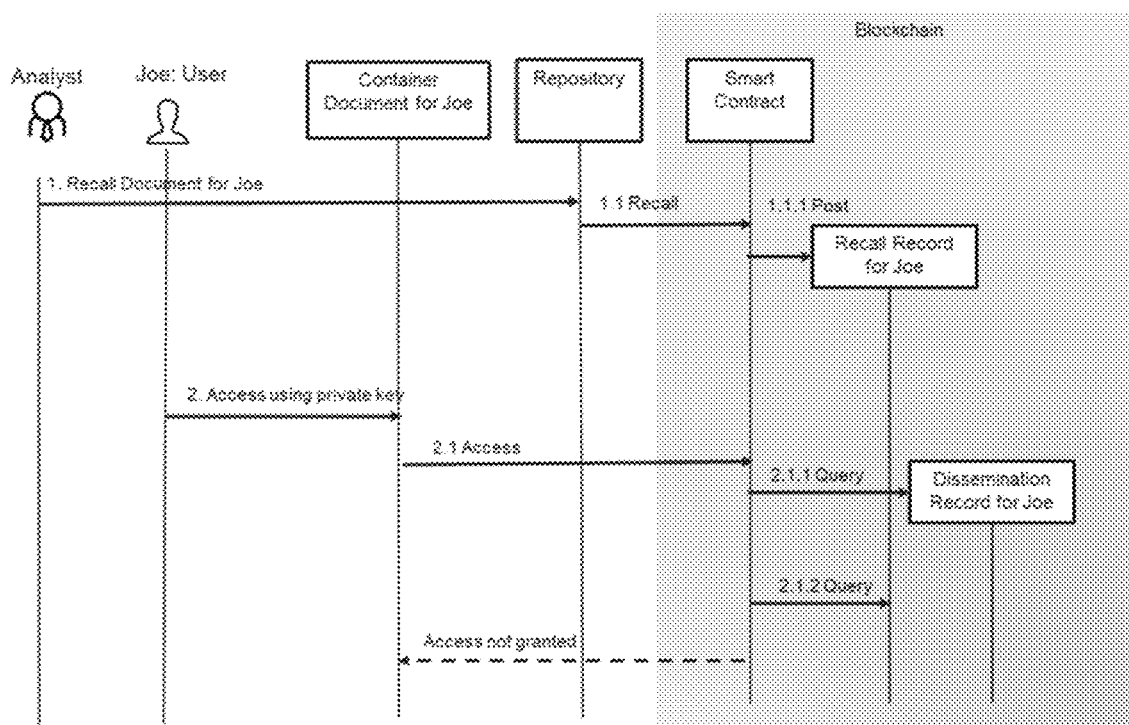 Blockchain
Analyst
Joe: User
Container
Document for Joe
Repository
Smart
Contract
1. Recall Document for Joe
1.1 Recall
1.1.1 Post
Recall Record
for Joe
2. Access using private key
2.1 Access
2.1.1 Query
Dissemination
Record for Joe
2.1.2 Query
Access not granted